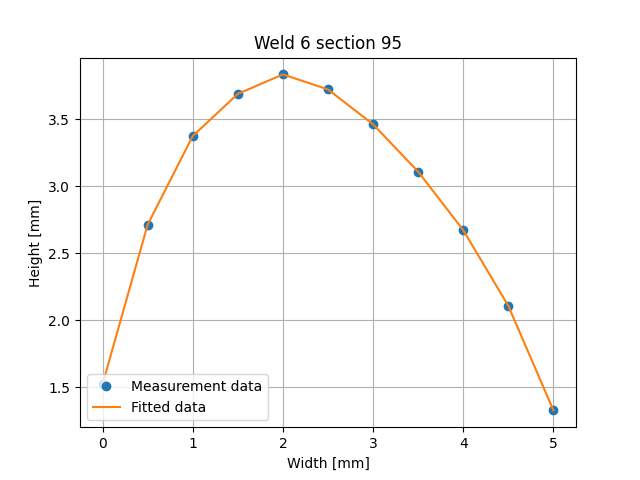 Weld 6 section 95
Height [mm]
3.5
3.0
2.5
2.0
1.5
Measurement data
Fitted data
0 1 2 3 4 5
Width [mm]